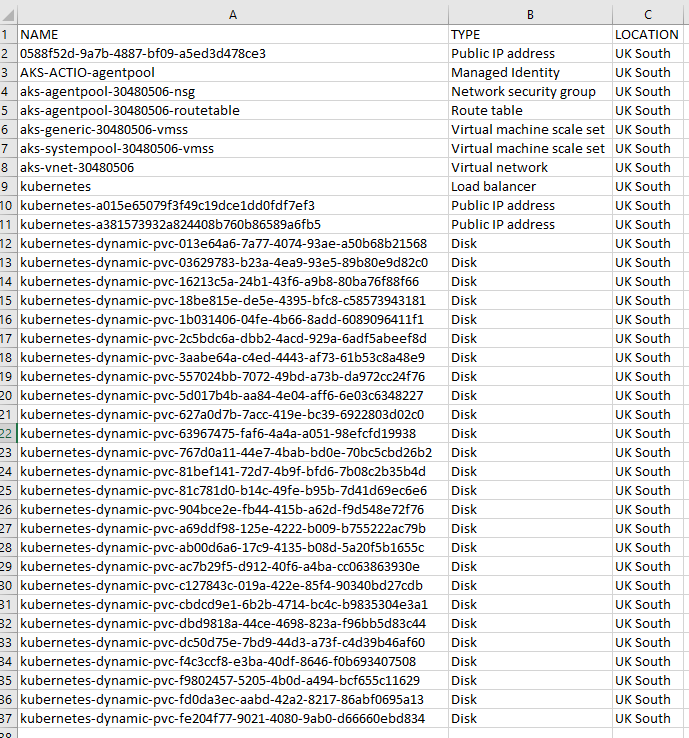 A B C
1 NAME TYPE LOCATION
2 0588f52d-9a7b-4887-bf09-a5ed3d478ce3 Public IP address UK South
3 AKS-ACTIO-agentpool Managed Identity UK South
4 aks-agentpool-30480506-nsg Network security group UK South
5 aks-agentpool-30480506-routetable Route table UK South
6 aks-generic-30480506-vmss Virtual machine scale set UK South
7 aks-systempool-30480506-vmss Virtual machine scale set UK South
8 aks-vnet-30480506 Virtual network UK South
9 kubernetes Load balancer UK South
10 kubernetes-a015e65079f3f49c19dce1dd0fdf7ef3 Public IP address UK South
11 kubernetes-a381573932a824408b760b86589a6fb5 Public IP address UK South
12 kubernetes-dynamic-pvc-013e64a6-7a77-4074-93ae-a50b68b21568 Disk UK South
13 kubernetes-dynamic-pvc-03629783-b23a-4ea9-93e5-89b80e9d82c0 Disk UK South
14 kubernetes-dynamic-pvc-16213c5a-24b1-43f6-a9b8-80ba76f88f66 Disk UK South
15 kubernetes-dynamic-pvc-18be815e-de5e-4395-bfc8-c58573943181 Disk UK South
16 kubernetes-dynamic-pvc-1b031406-04fe-4b66-8add-6089096411f1 Disk UK South
17 kubernetes-dynamic-pvc-2c5bdc6a-dbb2-4acd-929a-6adf5abeef8d Disk UK South
18 kubernetes-dynamic-pvc-3aabe64a-c4ed-4443-af73-61b53c8a48e9 Disk UK South
19 kubernetes-dynamic-pvc-557024bb-7072-49bd-a73b-da972cc24f76 Disk UK South
20 kubernetes-dynamic-pvc-5d017b4b-aa84-4e04-aff6-6e03c6348227 Disk UK South
21 kubernetes-dynamic-pvc-627a0d7b-7acc-419e-bc39-6922803d02c0 Disk UK South
22 kubernetes-dynamic-pvc-63967475-faf6-4a4a-a051-98efcfd19938 Disk UK South
23 kubernetes-dynamic-pvc-767d0a11-44e7-4bab-bd0e-70bc5cbd26b2 Disk UK South
24 kubernetes-dynamic-pvc-81bef141-72d7-4b9f-bfd6-7b08c2b35b4d Disk UK South
25 kubernetes-dynamic-pvc-81c781d0-b14c-49fe-b95b-7d41d69ec6e6 Disk UK South
26 kubernetes-dynamic-pvc-904bce2e-fb44-415b-a62d-f9d548e72f76 Disk UK South
27 kubernetes-dynamic-pvc-a69ddf98-125e-4222-b009-b755222ac79b Disk UK South
28 kubernetes-dynamic-pvc-ab00d6a6-17c9-4135-b08d-5a20f5b1655c Disk UK South
29 kubernetes-dynamic-pvc-ac7b29f5-d912-40f6-a4ba-cc063863930e Disk UK South
30 kubernetes-dynamic-pvc-c127843c-019a-422e-85f4-90340bd27cdb Disk UK South
31 kubernetes-dynamic-pvc-cbdcd9e1-6b2b-4714-bc4c-b9835304e3a1 Disk UK South
32 kubernetes-dynamic-pvc-dbd9818a-44ce-4698-823a-f96bb5d83c44 Disk UK South
33 kubernetes-dynamic-pvc-dc50d75e-7bd9-44d3-a73f-c4d39b46af60 Disk UK South
34 kubernetes-dynamic-pvc-f4c3ccf8-e3ba-40df-8646-f0b693407508 Disk UK South
35 kubernetes-dynamic-pvc-f9802457-5205-4b0d-a494-bcf655c11629 Disk UK South
36 kubernetes-dynamic-pvc-fd0da3ec-aabd-42a2-8217-86abf0695a13 Disk UK South
37 kubernetes-dynamic-pvc-fe204f77-9021-4080-9ab0-d66660ebd834 Disk UK South